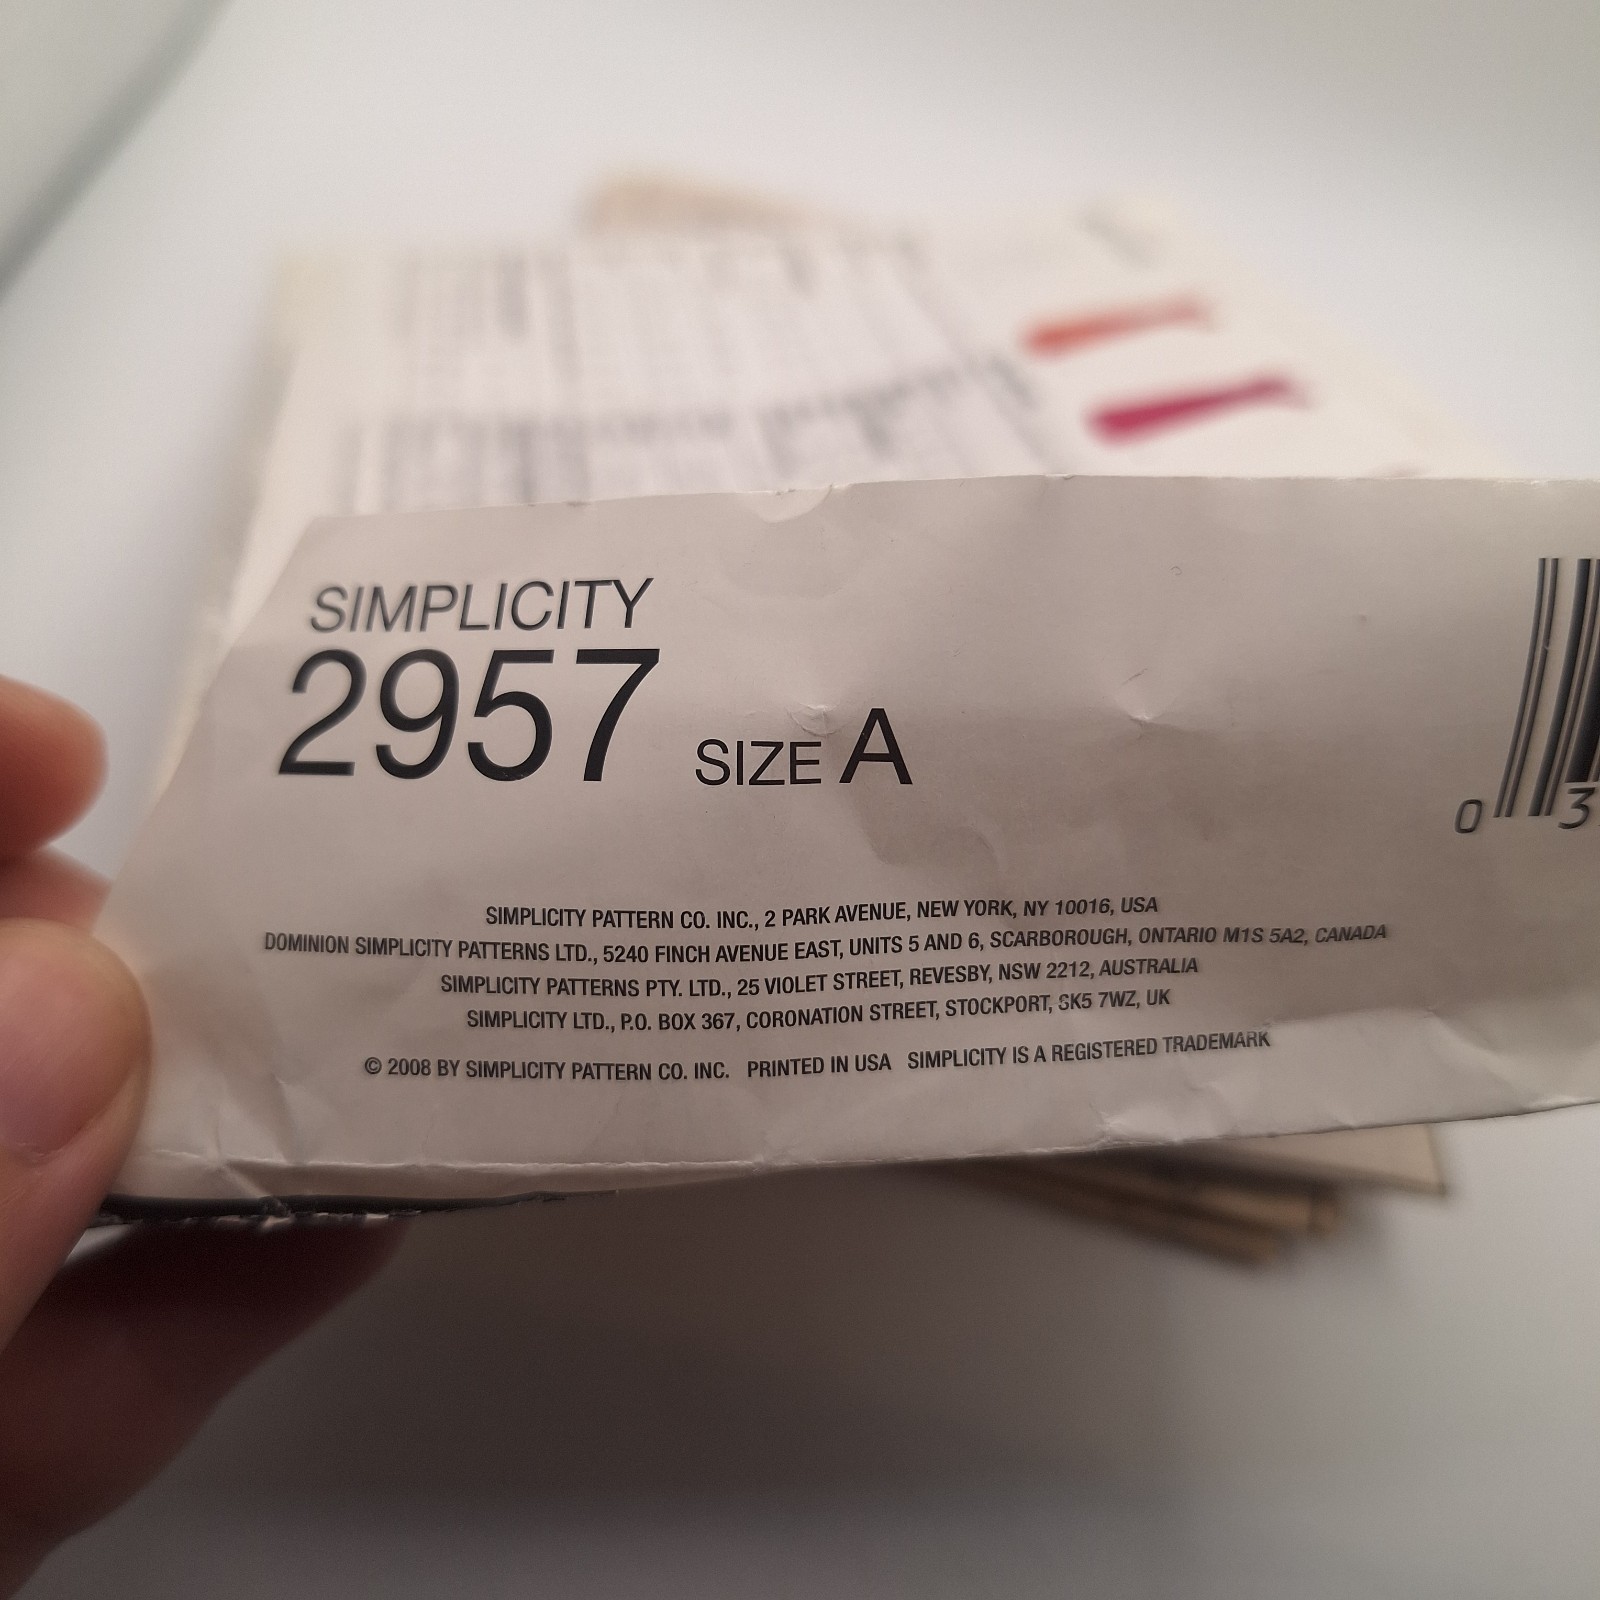 SIMPLICITY
2957 SIZE A
0 3
SIMPLICITY PATTERN CO. INC., 2 PARK AVENUE, NEW YORK, NY 10016, USA
DOMINION SIMPLICITY PATTERNS LTD., 5240 FINCH AVENUE EAST, UNITS 5 AND 6, SCARBOROUGH, ONTARIO M1S 5A2, CANADA
SIMPLICITY PATTERNS PTY. LTD., 25 VIOLET STREET, REVESBY, NSW 2212, AUSTRALIA
SIMPLICITY LTD., P.O. BOX 367, CORONATION STREET, STOCKPORT, SK5 7WZ, UK
© 2008 BY SIMPLICITY PATTERN CO. INC. PRINTED IN USA SIMPLICITY IS A REGISTERED TRADEMARK